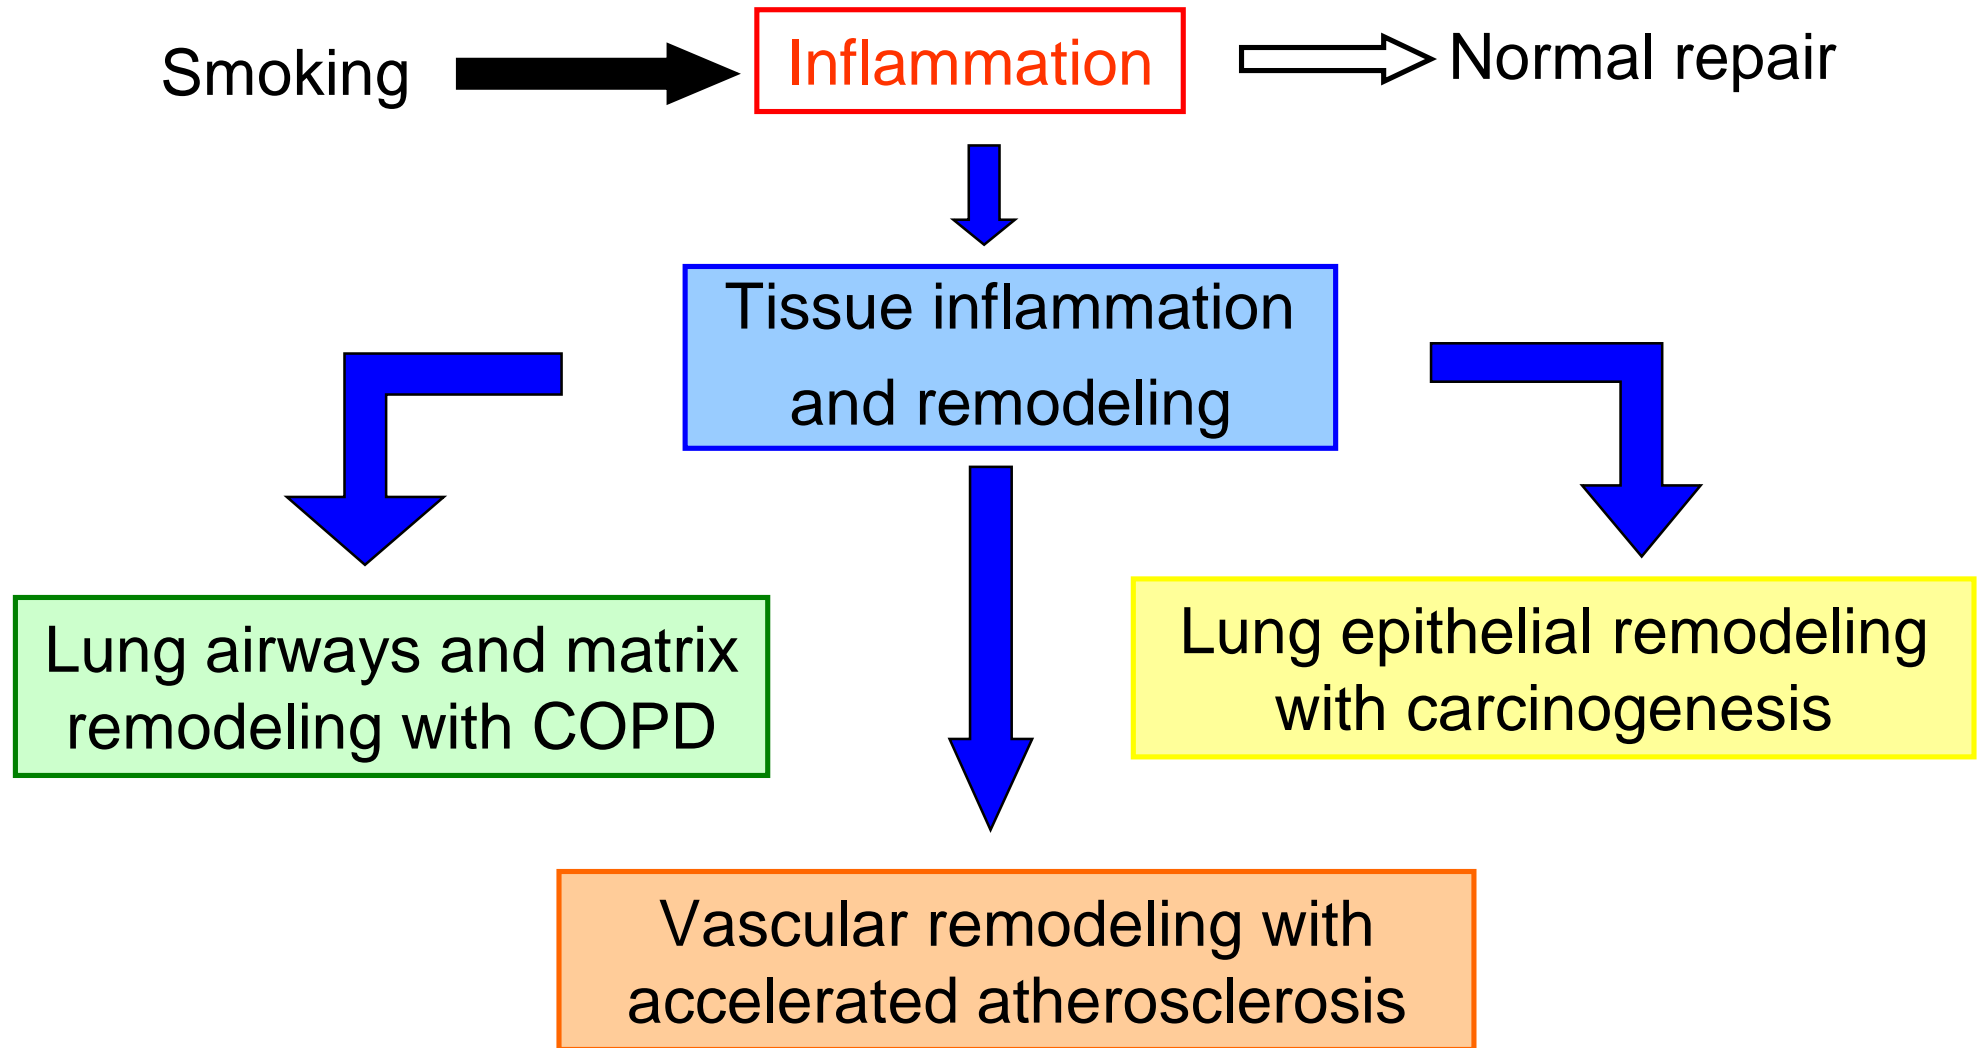 Smoking
Inflammation
Normal repair
Tissue inflammation
and remodeling
Lung airways and matrix
remodeling with COPD
Lung epithelial remodeling
with carcinogenesis
Vascular remodeling with
accelerated atherosclerosis